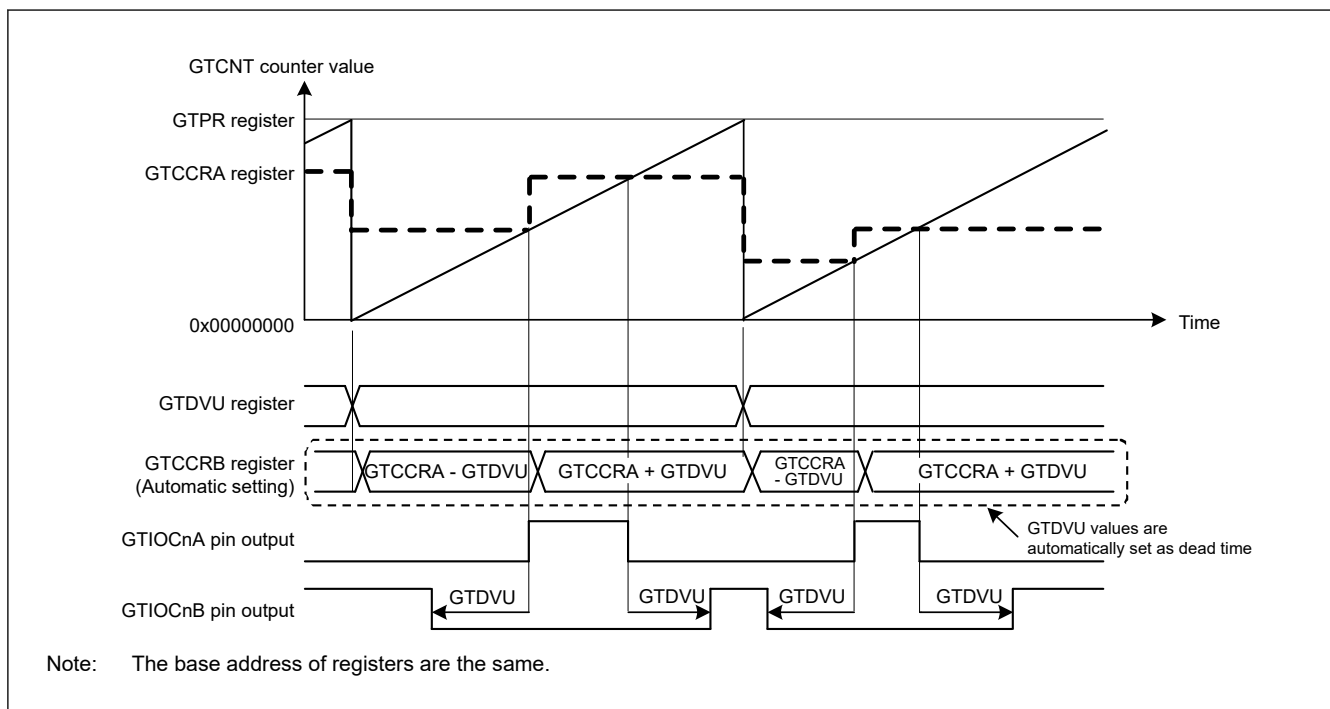 GTCNT counter value
GTPR register
GTCCRA register
0x00000000
Time
GTDVU register
GTCCRB register
(Automatic setting)
GTCCRA - GTDVU
GTCCRA + GTDVU
GTCCRA
- GTDVU
GTCCRA + GTDVU
GTDVU values are
automatically set as dead time
GTIOCnA pin output
GTIOCnB pin output
GTDVU
GTDVU
GTDVU
GTDVU
Note: The base address of registers are the same.